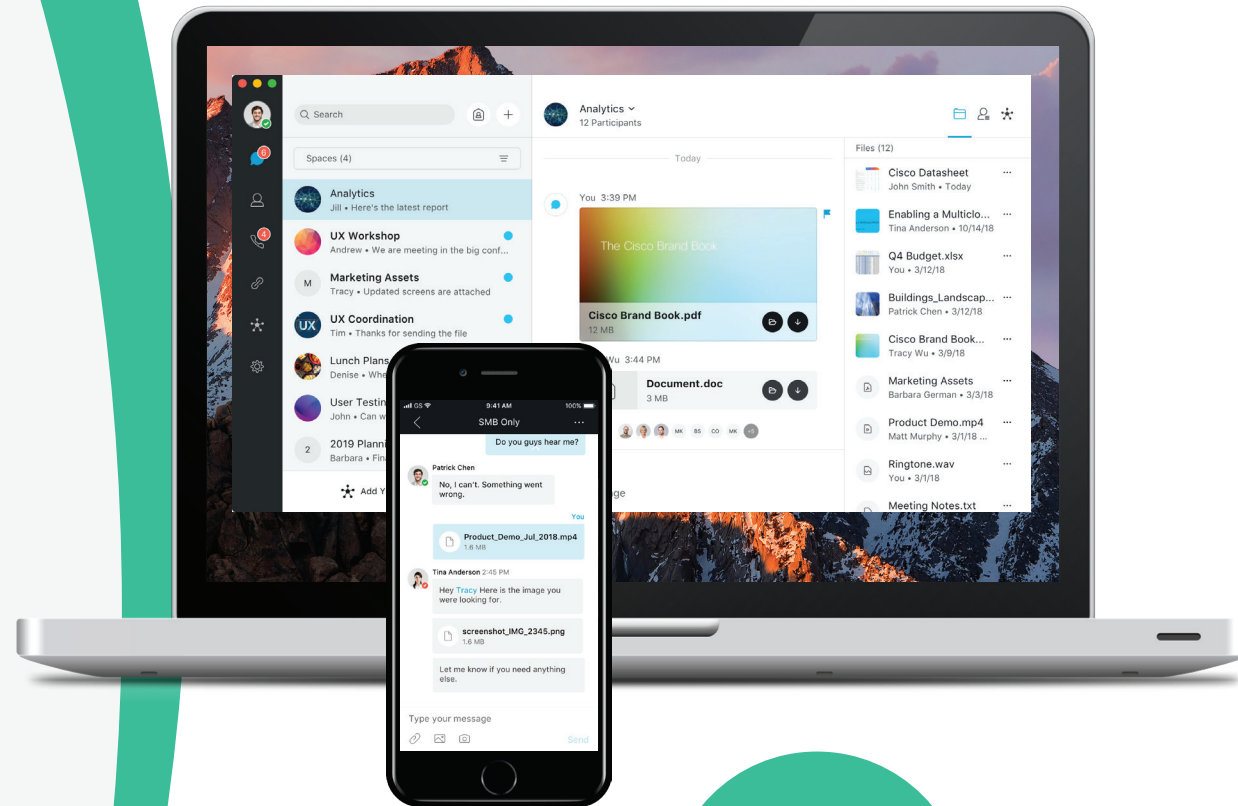 6
4
Search
Spaces (4)
Analytics
Jill • Here's the latest report
UX Workshop
Andrew • We are meeting in the big conf...
M
Marketing Assets
Tracy • Updated screens are attached
UX
UX Coordination
Tim • Thanks for sending the file
Lunch Plans
Denise • Whe
User Testin
John • Can w
2
2019 Planni
Barbara • Fin
Add Y
Analytics
12 Participants
Today
You 3:39 PM
The Cisco Brand Book
Cisco Brand Book.pdf
12 MB
Wu 3:44 PM
Document.doc
3 MB
MK BS CO MK +5
ge
Files (12)
Cisco Datasheet ...
John Smith • Today
Enabling a Multiclo... ...
Tina Anderson • 10/14/18
Q4 Budget.xlsx ...
You • 3/12/18
Buildings_Landscap... ...
Patrick Chen • 3/12/18
Cisco Brand Book... ...
Tracy Wu • 3/9/18
Marketing Assets ...
Barbara German • 3/3/18
Product Demo.mp4 ...
Matt Murphy • 3/1/18 ...
Ringtone.wav ...
You • 3/1/18
Meeting Notes.txt ...
GS 9:41 AM 100%
SMB Only ...
Do you guys hear me?
Patrick Chen
No, I can't. Something went
wrong.
You
Product_Demo_Jul_2018.mp4
1.6 MB
Tina Anderson 2:45 PM
Hey Tracy Here is the image you
were looking for.
screenshot_IMG_2345.png
1.6 MB
Let me know if you need anything
else.
Type your message
Send